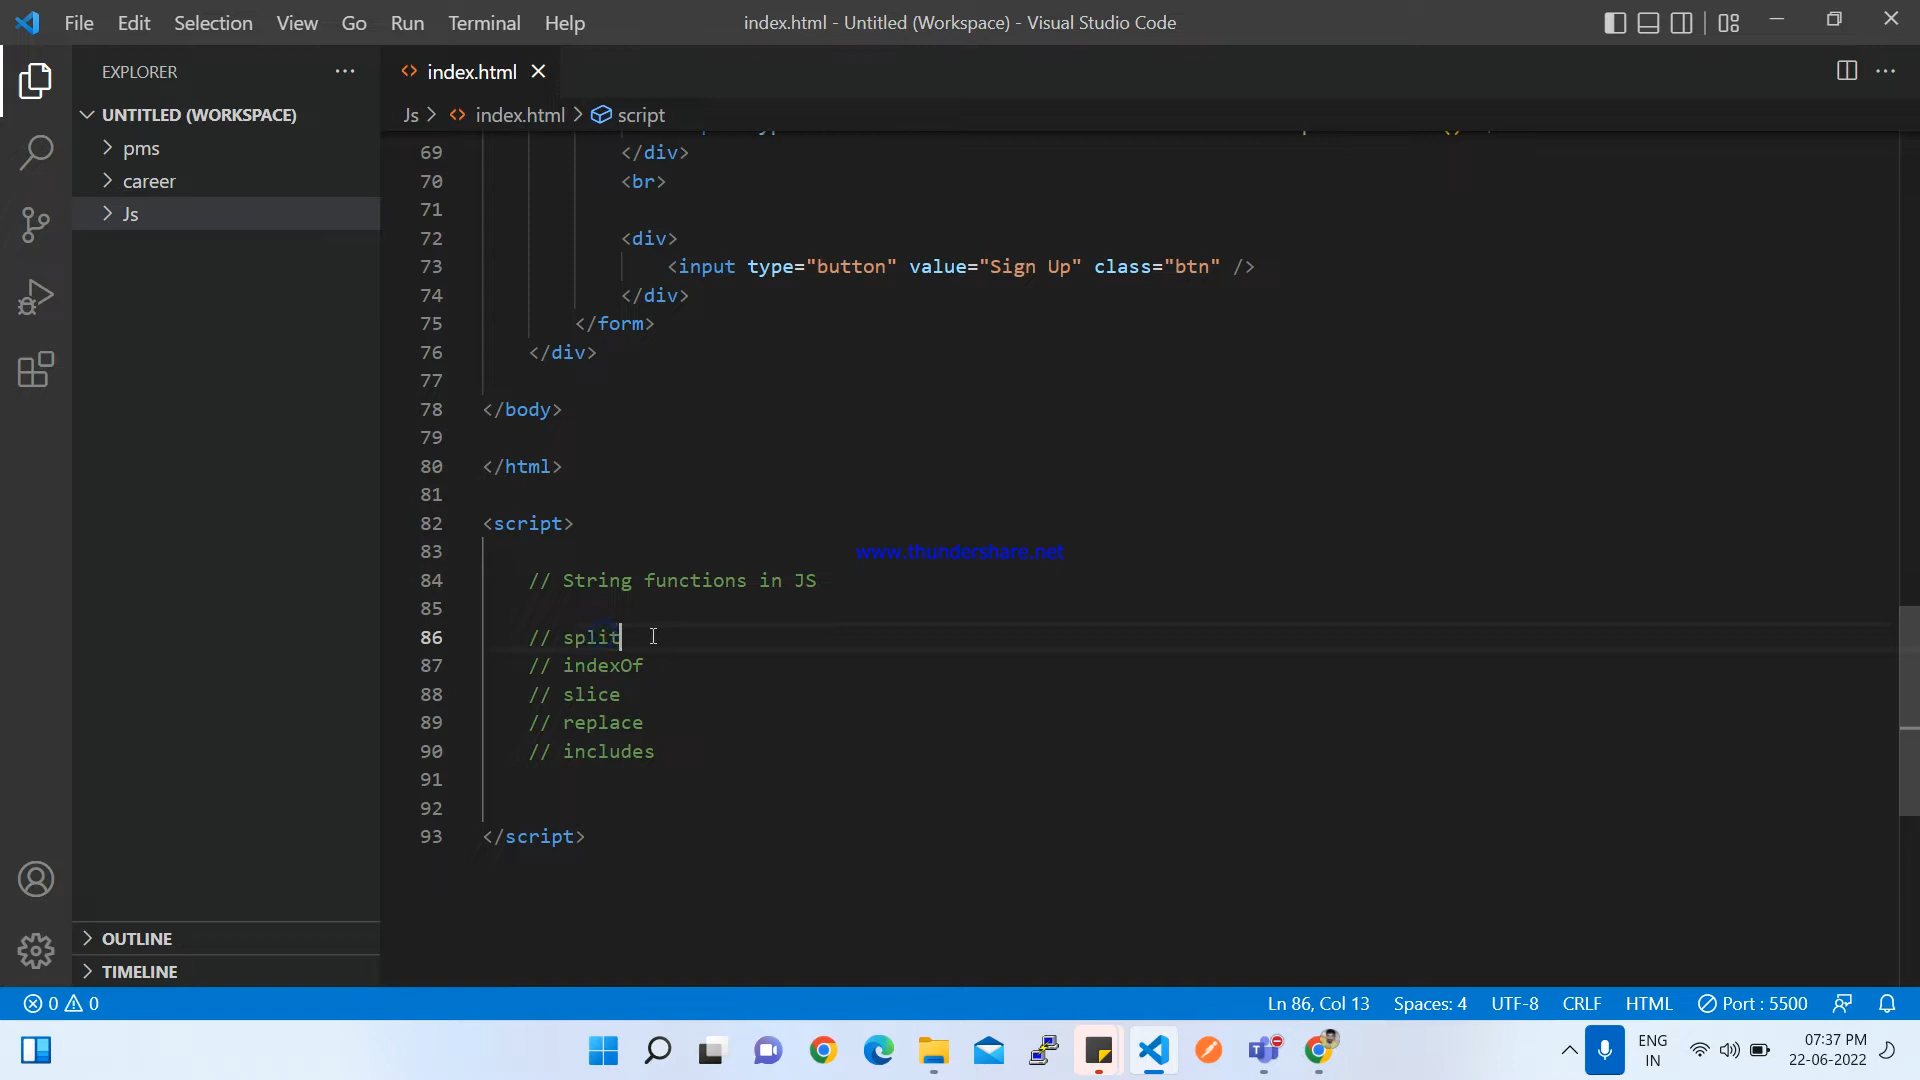 File Edit Selection View Go Run Terminal Help
index.html - Untitled (Workspace) - Visual Studio Code
EXPLORER
UNTITLED (WORKSPACE)
pms
career
Js
OUTLINE
TIMELINE
index.html
Js > index.html > script
69 </div>
70 <br>
71
72 <div>
73 <input type="button" value="Sign Up" class="btn" />
74 </div>
75 </form>
76 </div>
77
78 </body>
79
80 </html>
81
82 <script>
83
www.thundershare.net
84 // String functions in JS
85
86 // split
87 // indexOf
88 // slice
89 // replace
90 // includes
91
92
93 </script>
0 0
Ln 86, Col 13 Spaces: 4 UTF-8 CRLF HTML Port : 5500
ENG
IN
07:37 PM
22-06-2022